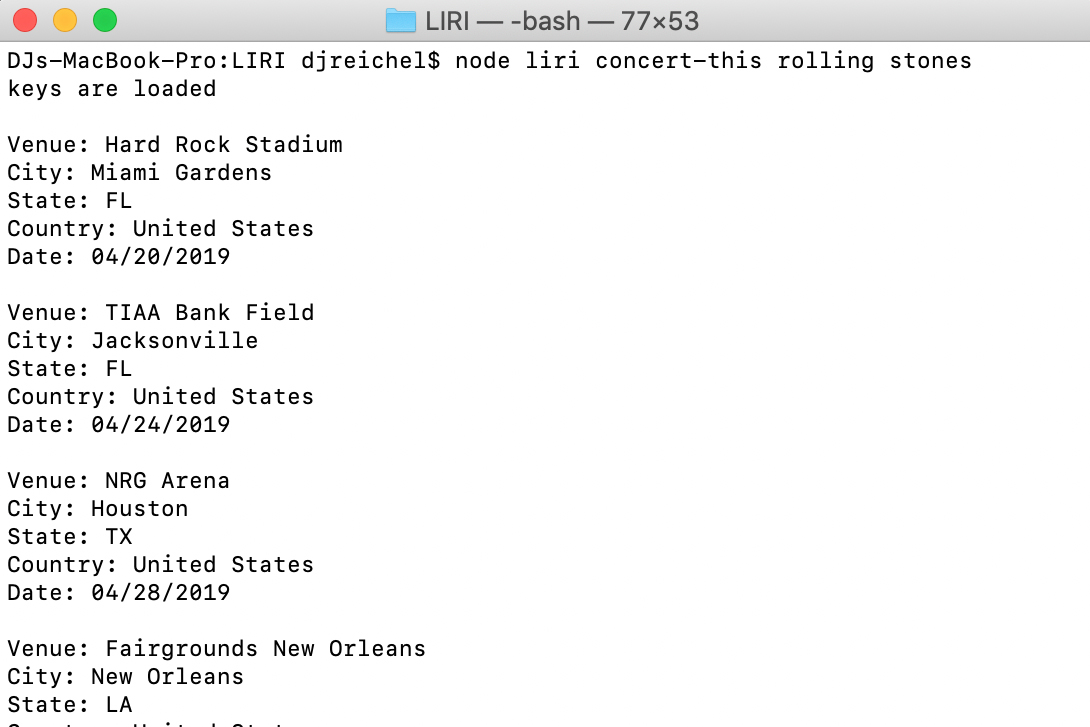 LIRI — -bash — 77×53
DJs-MacBook-Pro:LIRI djreichel$ node liri concert-this rolling stones
keys are loaded
Venue: Hard Rock Stadium
City: Miami Gardens
State: FL
Country: United States
Date: 04/20/2019
Venue: TIAA Bank Field
City: Jacksonville
State: FL
Country: United States
Date: 04/24/2019
Venue: NRG Arena
City: Houston
State: TX
Country: United States
Date: 04/28/2019
Venue: Fairgrounds New Orleans
City: New Orleans
State: LA